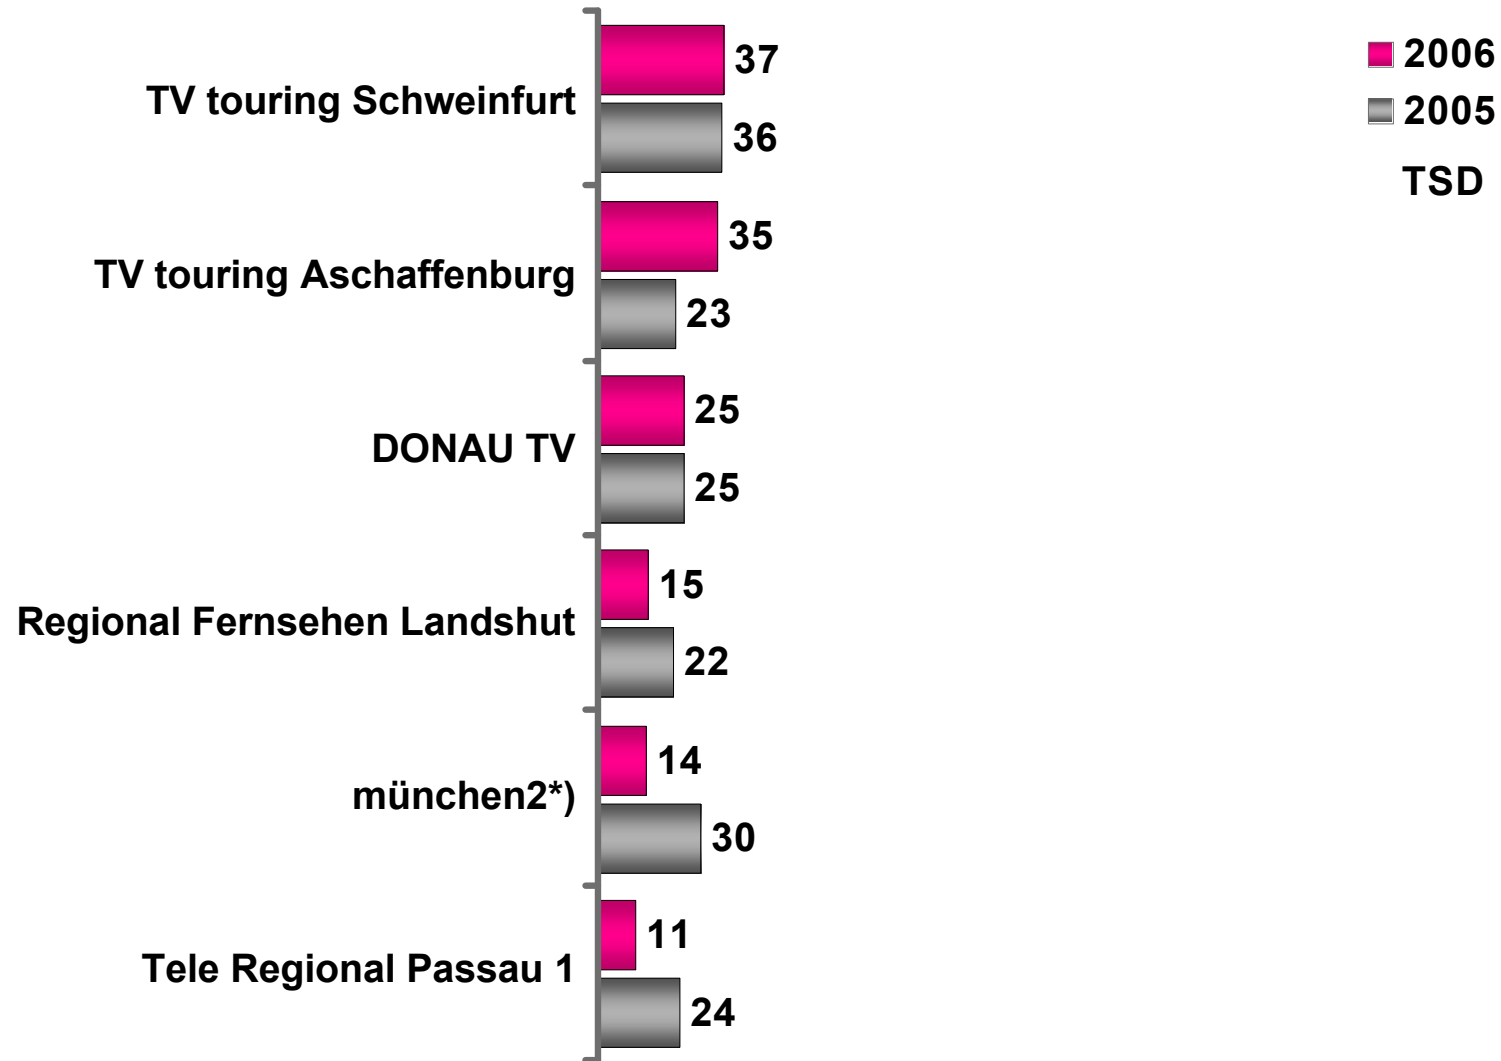 2006
2005
TSD
TV touring Schweinfurt
37
36
TV touring Aschaffenburg
35
23
DONAU TV
25
25
Regional Fernsehen Landshut
15
22
münchen2*)
14
30
Tele Regional Passau 1
11
24